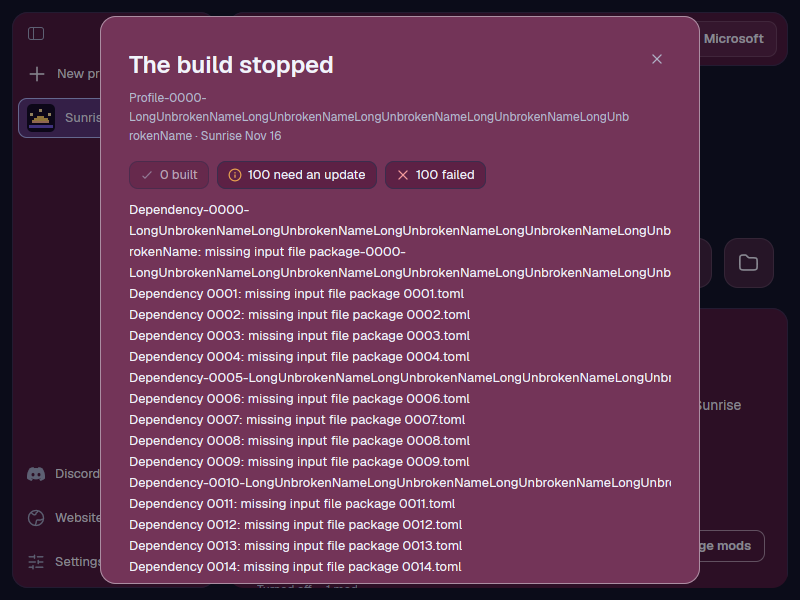 The build stopped
Microsoft
New pr
Profile-0000-
LongUnbrokenNameLongUnbrokenNameLongUnbrokenNameLongUnbrokenNameLongUnb
rokenName · Sunrise Nov 16
Sunris
0 built
100 need an update
100 failed
Dependency-0000-
LongUnbrokenNameLongUnbrokenNameLongUnbrokenNameLongUnbrokenNameLongUnb
rokenName: missing input file package-0000-
LongUnbrokenNameLongUnbrokenNameLongUnbrokenNameLongUnbrokenNameLongUnb
Dependency 0001: missing input file package 0001.toml
Dependency 0002: missing input file package 0002.toml
Dependency 0003: missing input file package 0003.toml
Dependency 0004: missing input file package 0004.toml
Dependency-0005-LongUnbrokenNameLongUnbrokenNameLongUnbrokenNameLongUnbr
Sunrise
Dependency 0006: missing input file package 0006.toml
Dependency 0007: missing input file package 0007.toml
Dependency 0008: missing input file package 0008.toml
Dependency 0009: missing input file package 0009.toml
Discord
Dependency-0010-LongUnbrokenNameLongUnbrokenNameLongUnbrokenNameLongUnbro
Dependency 0011: missing input file package 0011.toml
Website
Dependency 0012: missing input file package 0012.toml
Dependency 0013: missing input file package 0013.toml
ge mods
Settings
Dependency 0014: missing input file package 0014.toml